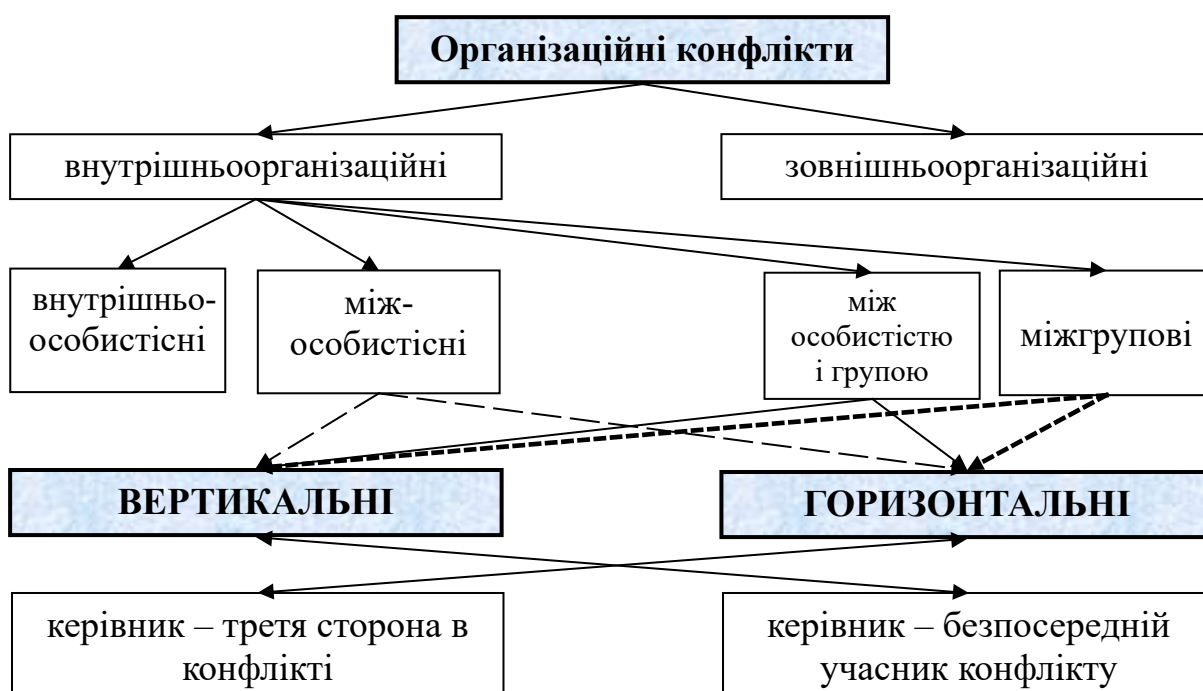 Організаційні конфлікти
внутрішньоорганізаційні
зовнішньоорганізаційні
внутрішньо-
особистісні
між-
особистісні
між
особистістю
і групою
міжгрупові
ВЕРТИКАЛЬНІ
ГОРИЗОНТАЛЬНІ
керівник – третя сторона в
конфлікті
керівник – безпосередній
учасник конфлікту